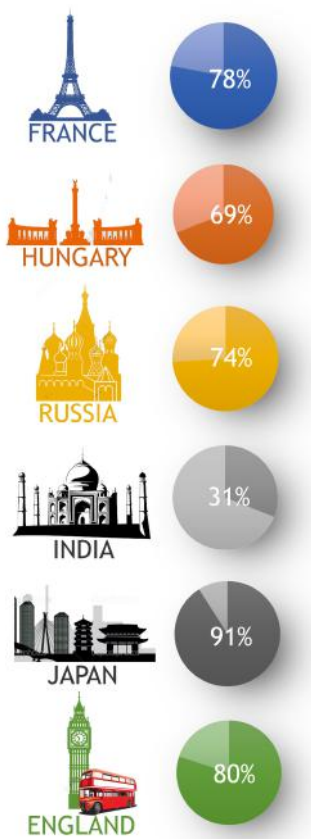 FRANCE
78%
HUNGARY
69%
RUSSIA
74%
INDIA
31%
JAPAN
91%
ENGLAND
80%